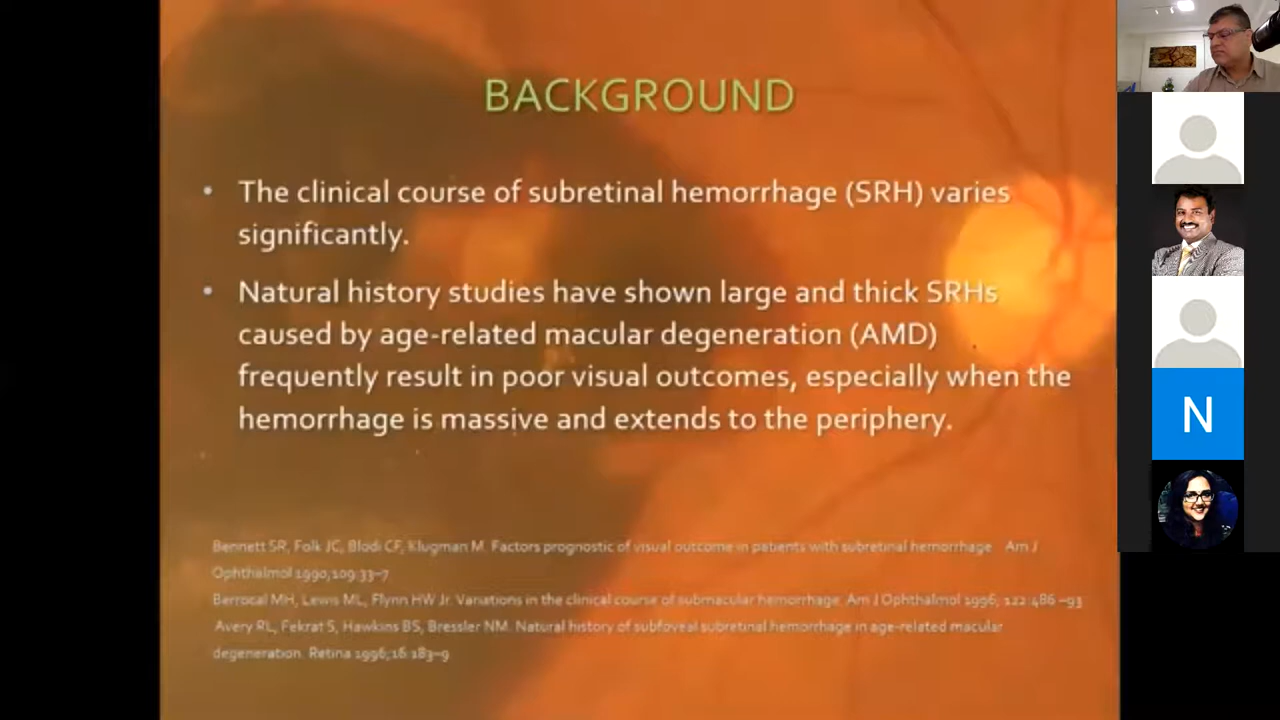 BACKGROUND
• The clinical course of subretinal hemorrhage (SRH) varies
significantly.
• Natural history studies have shown large and thick SRHs
caused by age-related macular degeneration (AMD)
frequently result in poor visual outcomes, especially when the
hemorrhage is massive and extends to the periphery.
Bennett SR, Folk JC, Blodi CF, Klugman M. Factors prognostic of visual outcome in patients with subretinal hemorrhage. Am J
Ophthalmol 1990;109:33–7
Berrocal MH, Lewis ML, Flynn HW Jr. Variations in the clinical course of submacular hemorrhage. Am J Ophthalmol 1996; 122:486–93
Avery RL, Fekrat S, Hawkins BS, Bressler NM. Natural history of subfoveal subretinal hemorrhage in age-related macular
degeneration. Retina 1996;16:183–9
N